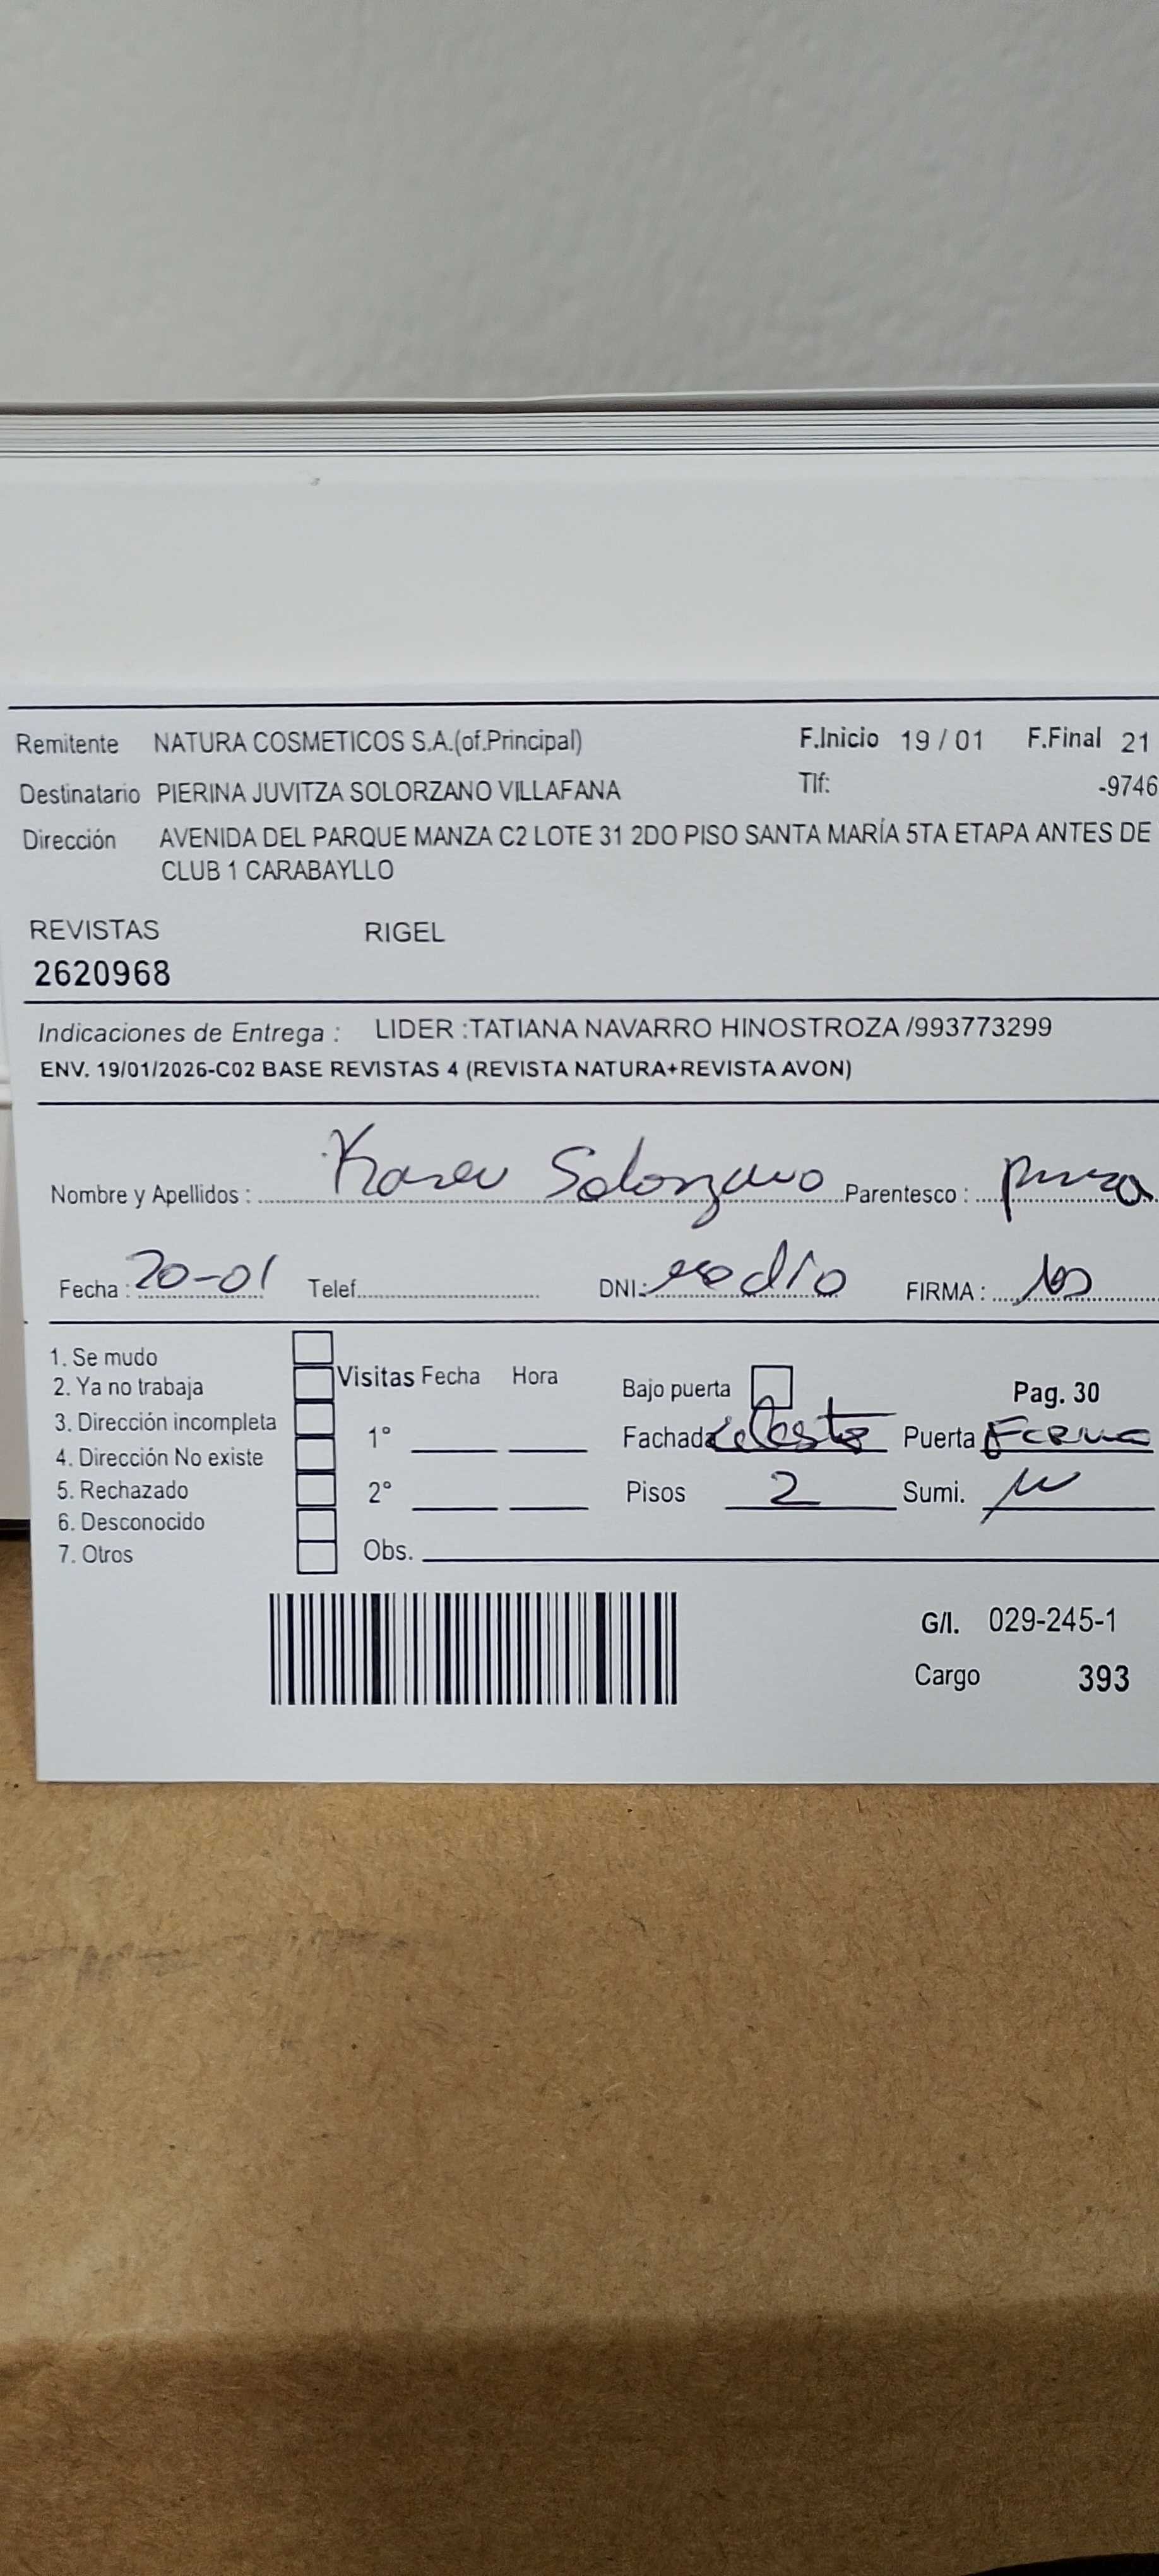 Remitente NATURA COSMETICOS S.A.(of.Principal) F.Inicio 19 / 01 F.Final 21
Destinatario PIERINA JUVITZA SOLORZANO VILLAFANA Tlf: -9746
Dirección AVENIDA DEL PARQUE MANZA C2 LOTE 31 2DO PISO SANTA MARÍA 5TA ETAPA ANTES DE
CLUB 1 CARABAYLLO
REVISTAS RIGEL
2620968
Indicaciones de Entrega : LIDER :TATIANA NAVARRO HINOSTROZA /993773299
ENV. 19/01/2026-C02 BASE REVISTAS 4 (REVISTA NATURA+REVISTA AVON)
Nombre y Apellidos : Karen Solorzano Parentesco :
Fecha : 20-01 Telef. DNI: FIRMA :
1. Se mudo
2. Ya no trabaja Visitas Fecha Hora Bajo puerta Pag. 30
3. Dirección incompleta 1° Fachada Celeste Puerta
4. Dirección No existe
5. Rechazado 2° Pisos 2 Sumi.
6. Desconocido
7. Otros Obs.
G/l. 029-245-1
Cargo 393